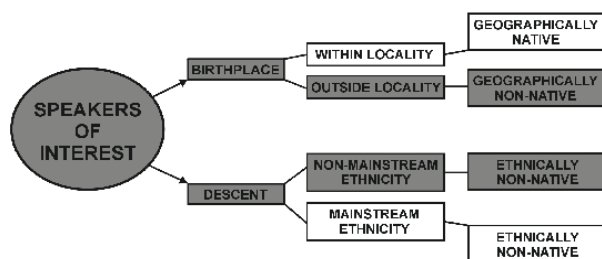 SPEAKERS
OF
INTEREST
BIRTHPLACE
WITHIN LOCALITY
GEOGRAPHICALLY
NATIVE
OUTSIDE LOCALITY
GEOGRAPHICALLY
NON-NATIVE
DESCENT
NON-MAINSTREAM
ETHNICITY
ETHNICALLY
NON-NATIVE
MAINSTREAM
ETHNICITY
ETHNICALLY
NON-NATIVE